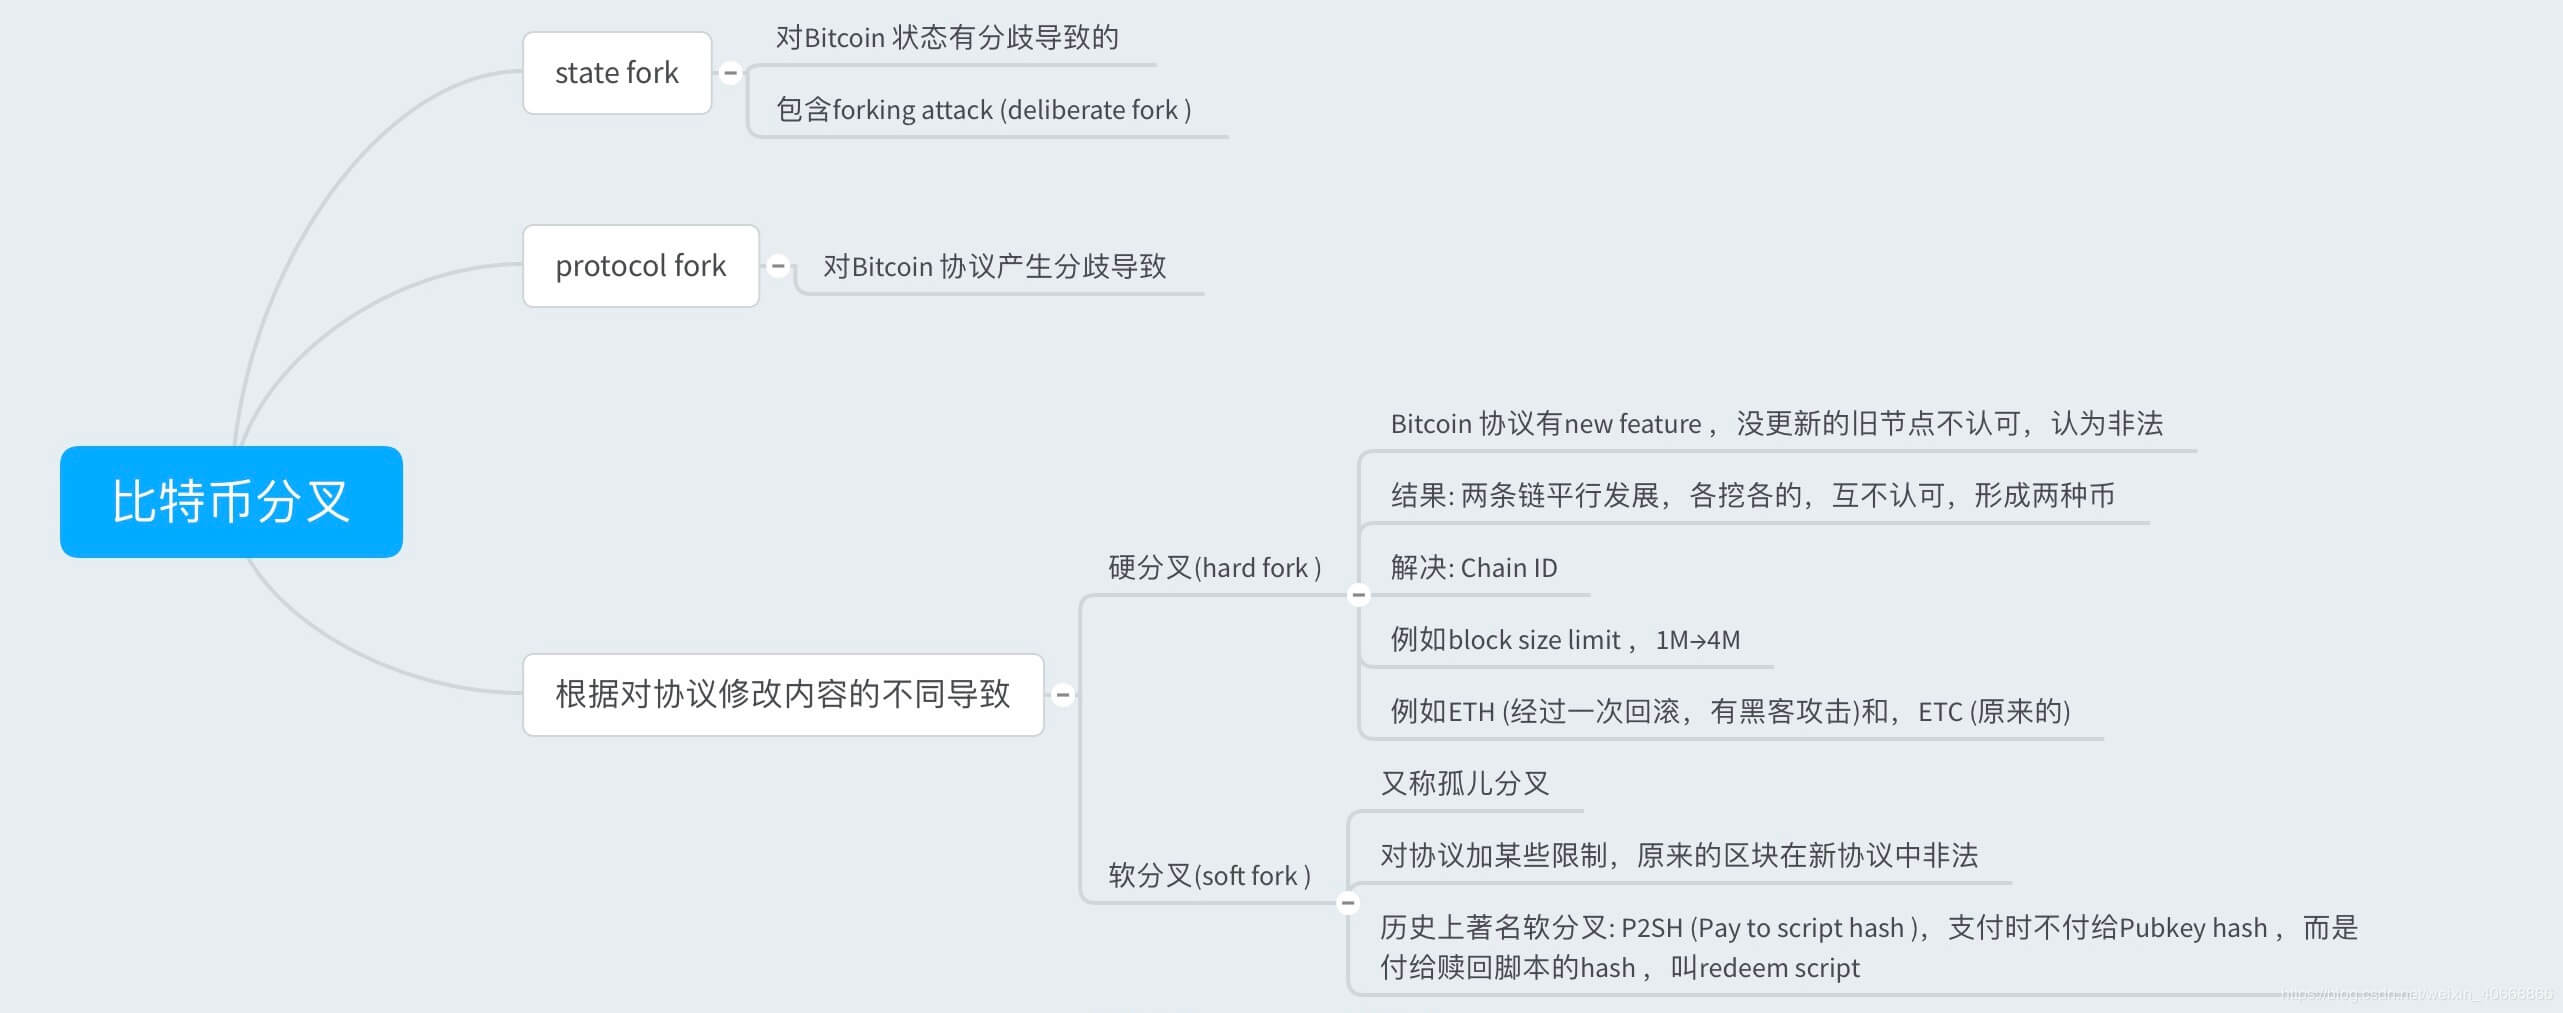 state fork
对Bitcoin 状态有分歧导致的
包含forking attack (deliberate fork )
protocol fork
对Bitcoin 协议产生分歧导致
比特币分叉
根据对协议修改内容的不同导致
硬分叉(hard fork )
Bitcoin 协议有new feature ，没更新的旧节点不认可，认为非法
结果: 两条链平行发展，各挖各的，互不认可，形成两种币
解决: Chain ID
例如block size limit ，1M→4M
例如ETH (经过一次回滚，有黑客攻击)和，ETC (原来的)
软分叉(soft fork )
又称孤儿分叉
对协议加某些限制，原来的区块在新协议中非法
历史上著名软分叉: P2SH (Pay to script hash )，支付时不付给Pubkey hash ，而是
付给赎回脚本的hash ，叫redeem script
https://blog.csdn.net/weixin_40668866